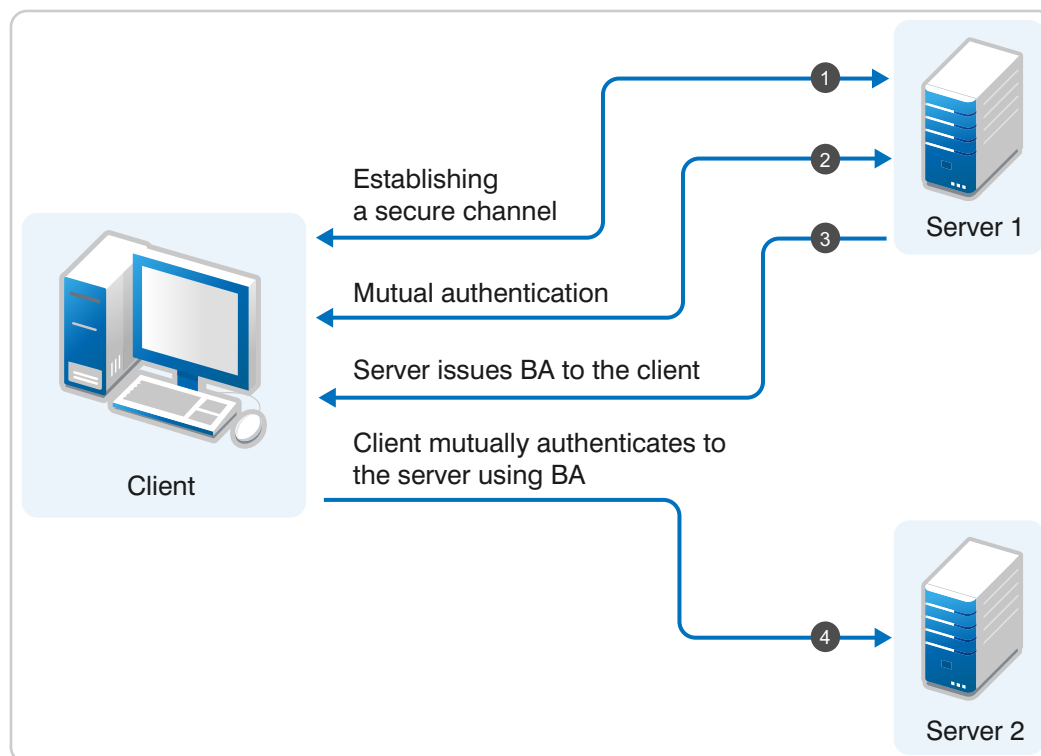 1
2
Establishing
a secure channel
Server 1
3
Mutual authentication
Server issues BA to the client
Client mutually authenticates to
the server using BA
Client
4
Server 2